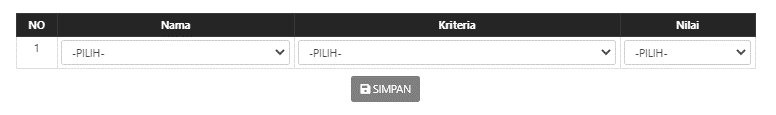 NO Nama Kriteria Nilai
1 -PILIH- -PILIH- -PILIH-
SIMPAN